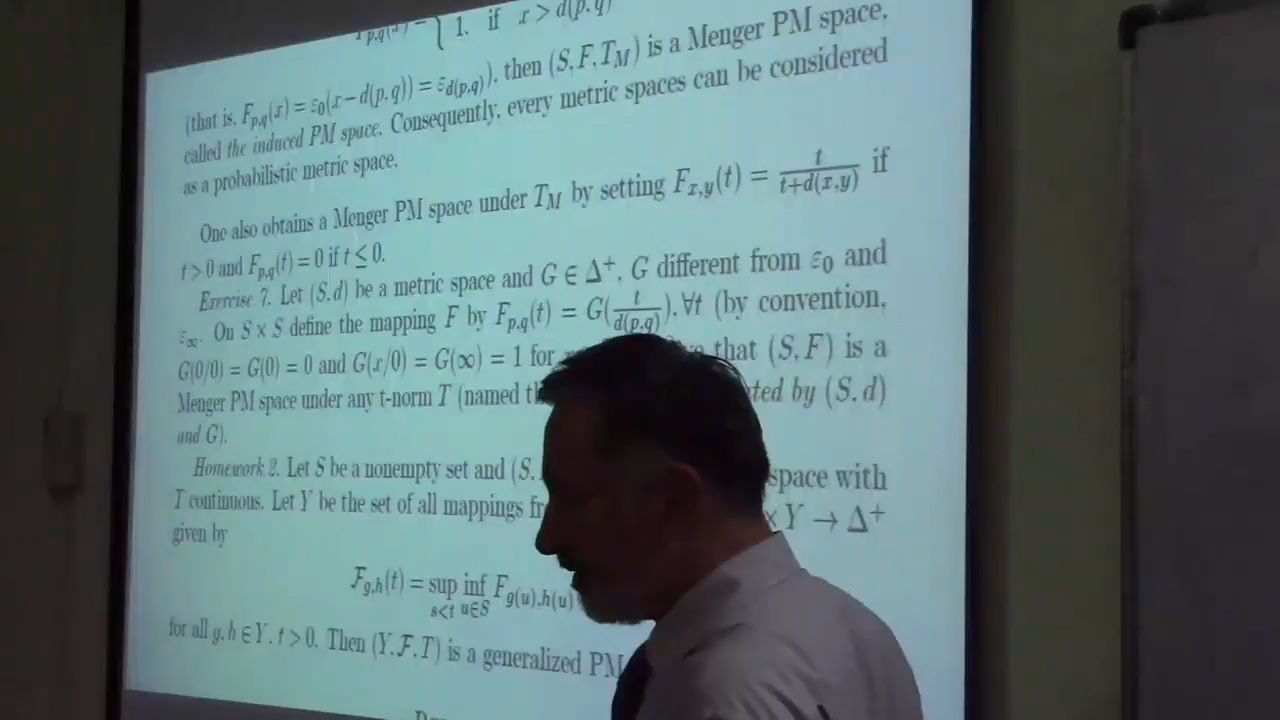 1. if x > d(p.q)
(that is, F_{p,q}(x) = ε_0(x−d(p.q)) = ε_{d(p,q)}). then (S.F.T_M) is a Menger PM space.
called the induced PM space. Consequently, every metric spaces can be considered
as a probabilistic metric space.
One also obtains a Menger PM space under T_M by setting F_{x,y}(t) = t/(t+d(x,y)) if
t > 0 and F_{p,q}(t) = 0 if t ≤ 0.
Exercise 7. Let (S.d) be a metric space and G ∈ Δ^+. G different from ε_0 and
ε_∞. On S × S define the mapping F by F_{p,q}(t) = G(t/d(p,q)). ∀t (by convention,
G(0/0) = G(0) = 0 and G(x/0) = G(∞) = 1 for that (S.F) is a
Menger PM space under any t-norm T (named by (S.d)
and G).
Homework 2. Let S be a nonempty set and (S. space with
T continuous. Let Y be the set of all mappings × Y → Δ^+
given by
F_{g,h}(t) = sup_{s<t} inf_{u∈S} F_{g(u),h(u)}
for all g.h ∈ Y. t > 0. Then (Y.F.T) is a generalized PM